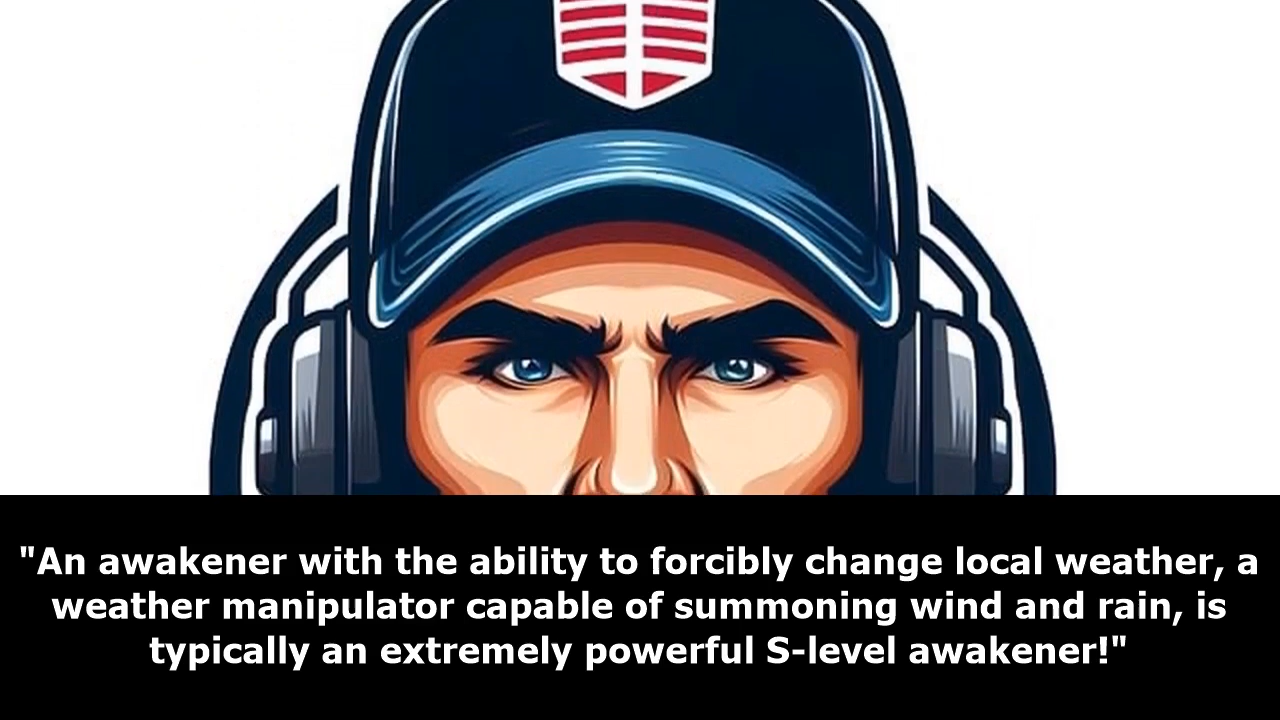 "An awakener with the ability to forcibly change local weather, a
weather manipulator capable of summoning wind and rain, is
typically an extremely powerful S-level awakener!"